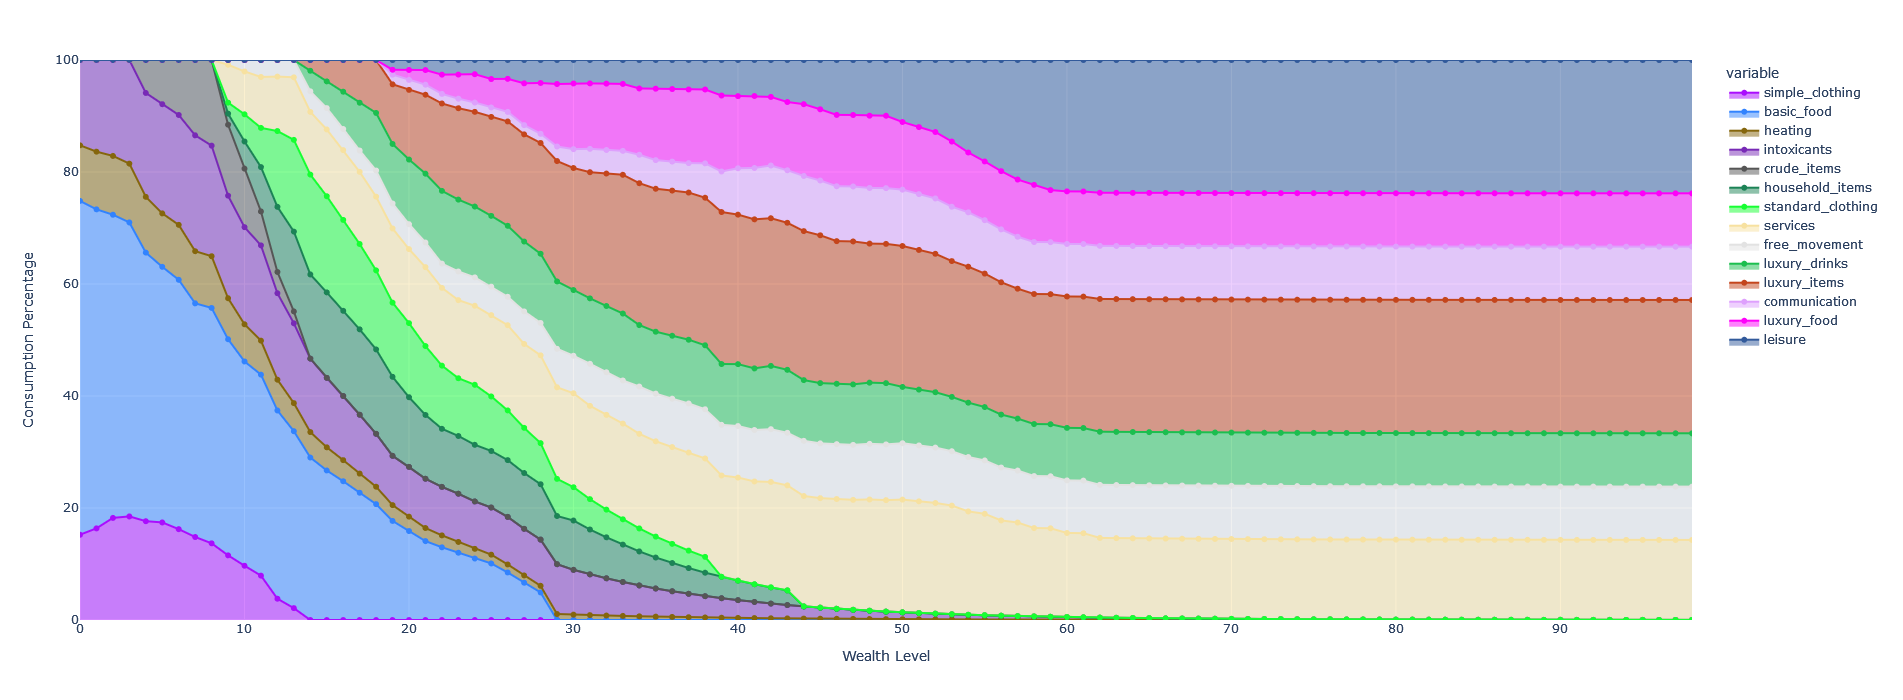 variable
simple_clothing
basic_food
heating
intoxicants
crude_items
household_items
standard_clothing
services
free_movement
luxury_drinks
luxury_items
communication
luxury_food
leisure
Consumption Percentage
100
80
60
40
20
0
0 10 20 30 40 50 60 70 80 90
Wealth Level